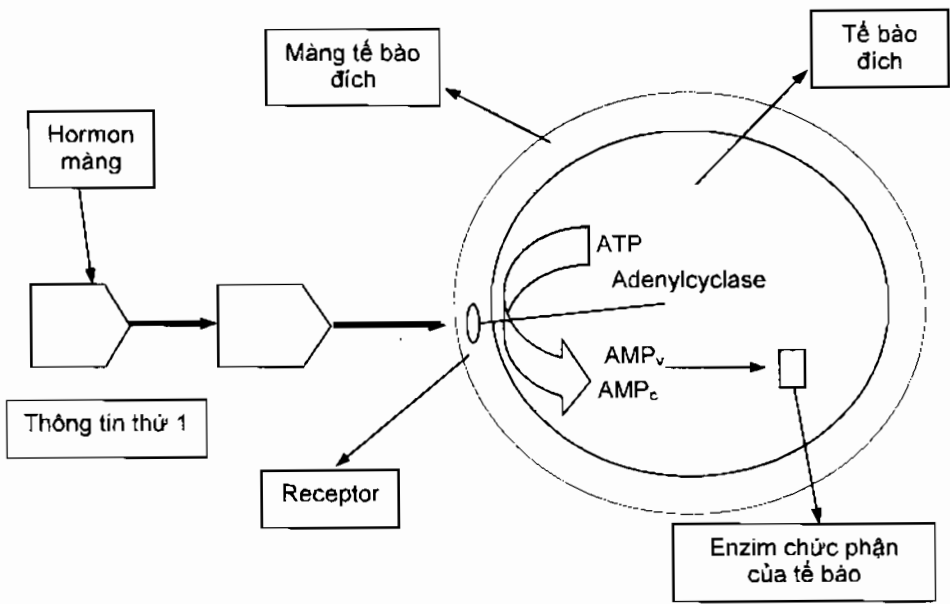 Màng tế bào
đích
Tế bào
đích
Hormon
màng
ATP
Adenylcyclase
AMPᵥ
AMP꜀
Thông tin thứ 1
Receptor
Enzim chức phận
của tế bào